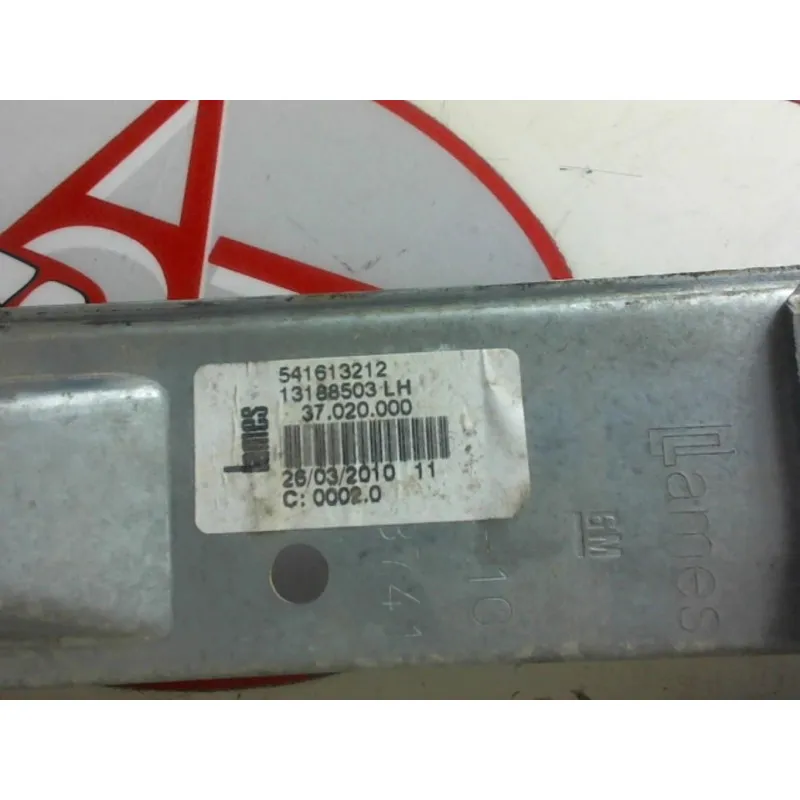 541613212
13188503 LH
37.020.000
Lames
26/03/2010 11
C: 0002.0
Lames
GM